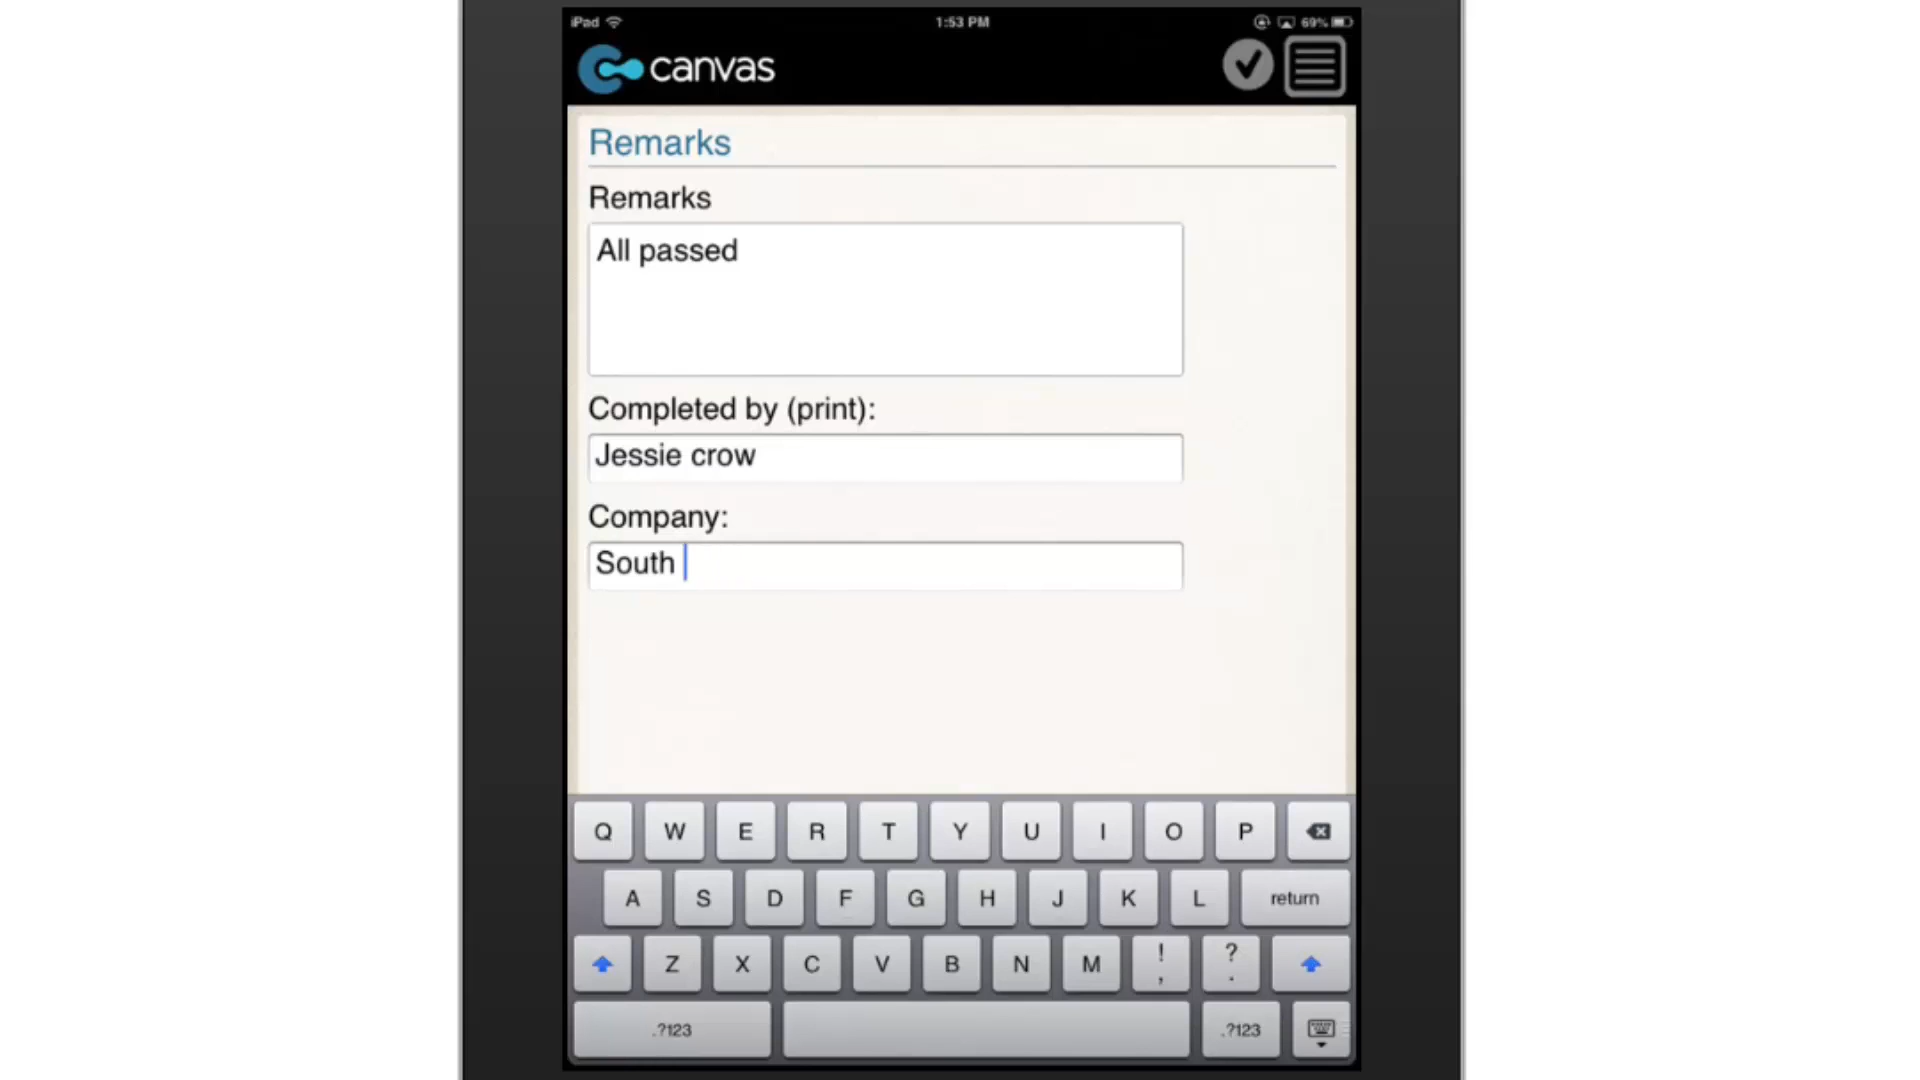 iPad 1:53 PM 69%
canvas
Remarks
Remarks
All passed
Completed by (print):
Jessie crow
Company:
South
Q W E R T Y U I O P
A S D F G H J K L return
Z X C V B N M ! , ? .
.?123 .?123